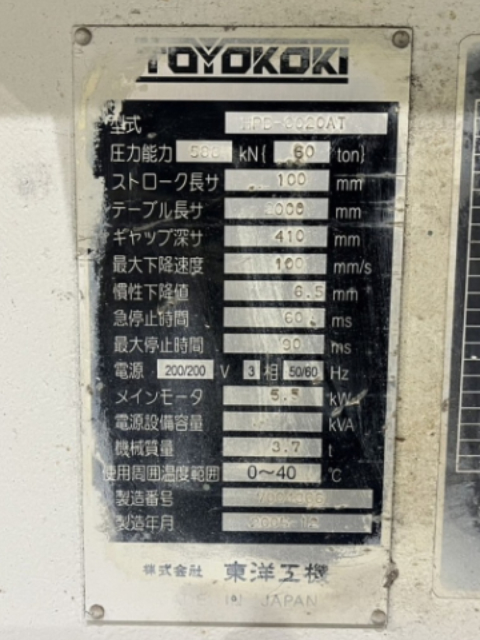 TOYOKOKI
型式
圧力能力 kN{ 60 ton}
ストローク長サ 100 mm
テーブル長サ mm
ギャップ深サ 410 mm
最大下降速度 100 mm/s
慣性下降値 6.5 mm
急停止時間 60 ms
最大停止時間 90 ms
電源 200/200 V 3 相 50/60 Hz
メインモータ 5.5 kW
電源設備容量 kVA
機械質量 3.7 t
使用周囲温度範囲 0～40 ℃
製造番号
製造年月
株式会社 東洋工機
JAPAN